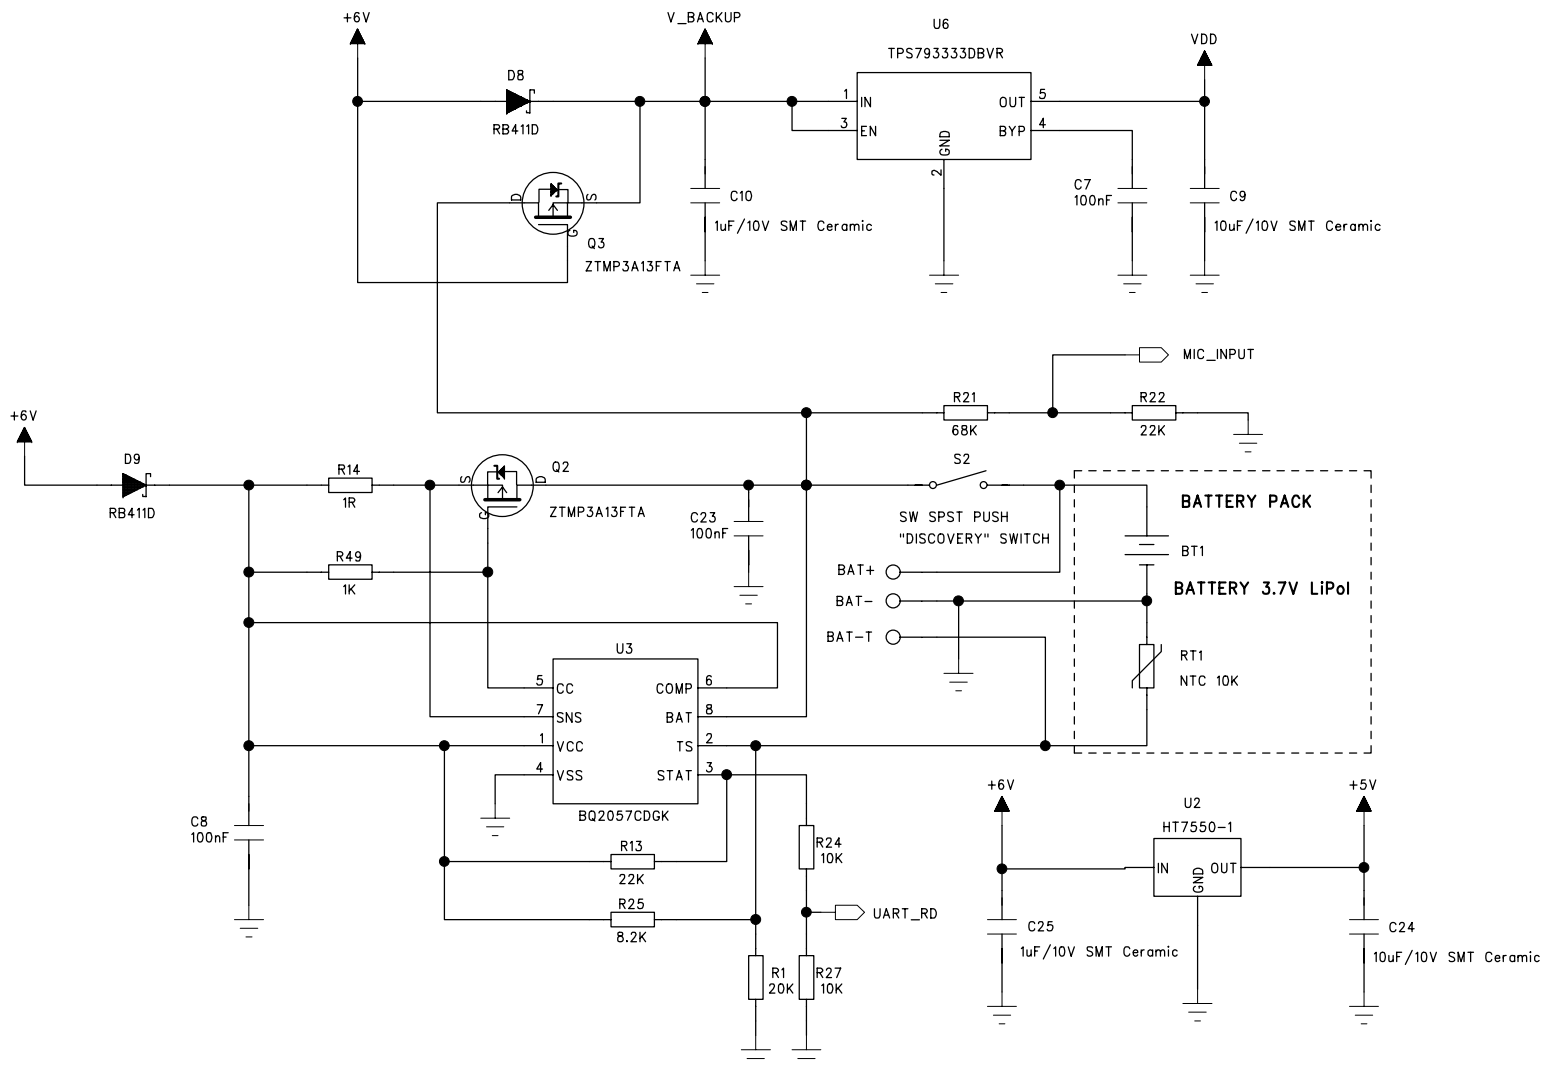 +6V
V_BACKUP
U6
TPS793333DBVR
VDD
D8
RB411D
1 IN
3 EN
OUT 5
BYP 4
GND
2
D
S
G
Q3
ZTMP3A13FTA
C10
1uF/10V SMT Ceramic
C7
100nF
C9
10uF/10V SMT Ceramic
MIC_INPUT
R21
68K
R22
22K
+6V
D9
RB411D
R14
1R
S
D
G
Q2
ZTMP3A13FTA
C23
100nF
S2
SW SPST PUSH
"DISCOVERY" SWITCH
BATTERY PACK
BT1
BATTERY 3.7V LiPol
R49
1K
BAT+
BAT-
BAT-T
RT1
NTC 10K
U3
5 CC
7 SNS
1 VCC
4 VSS
COMP 6
BAT 8
TS 2
STAT 3
BQ2057CDGK
C8
100nF
R13
22K
R25
8.2K
R24
10K
UART_RD
R1
20K
R27
10K
+6V
U2
HT7550-1
+5V
IN
OUT
GND
C25
1uF/10V SMT Ceramic
C24
10uF/10V SMT Ceramic